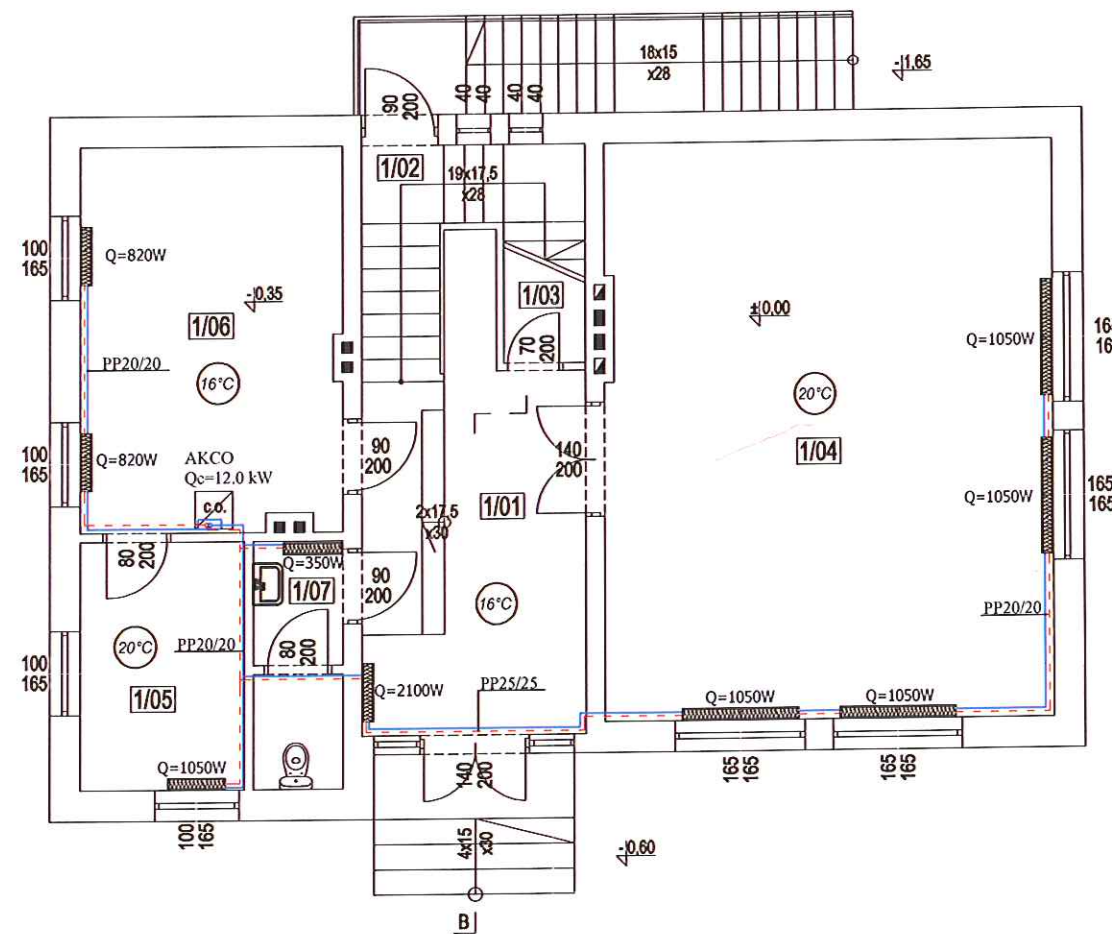 18x15
x28
-1,65
40
40
40
40
90
200
1/02
19x17,5
x28
100
165
Q=820W
-0,35
1/06
1/03
±0,00
70
200
Q=1050W
PP20/20
16°C
20°C
1/04
100
165
Q=820W
AKCO
Qc=12.0 kW
c.o.
90
200
140
200
1/01
2x17,5
x30
Q=1050W
165
165
80
200
Q=350W
1/07
90
200
16°C
PP20/20
20°C
PP20/20
80
200
100
165
1/05
Q=2100W
PP25/25
Q=1050W
Q=1050W
Q=1050W
140
200
165
165
165
165
100
165
4x15
x30
-0,60
B